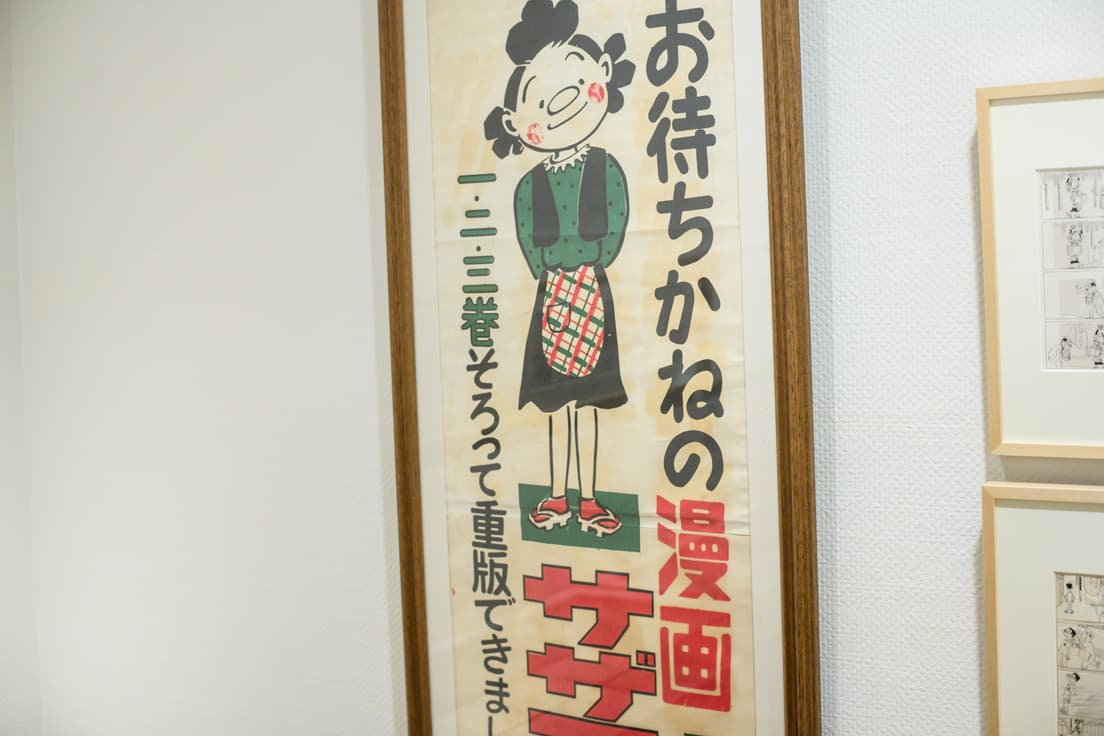 お待ちかねの漫画
サザ
一・二・三巻そろって重版できま